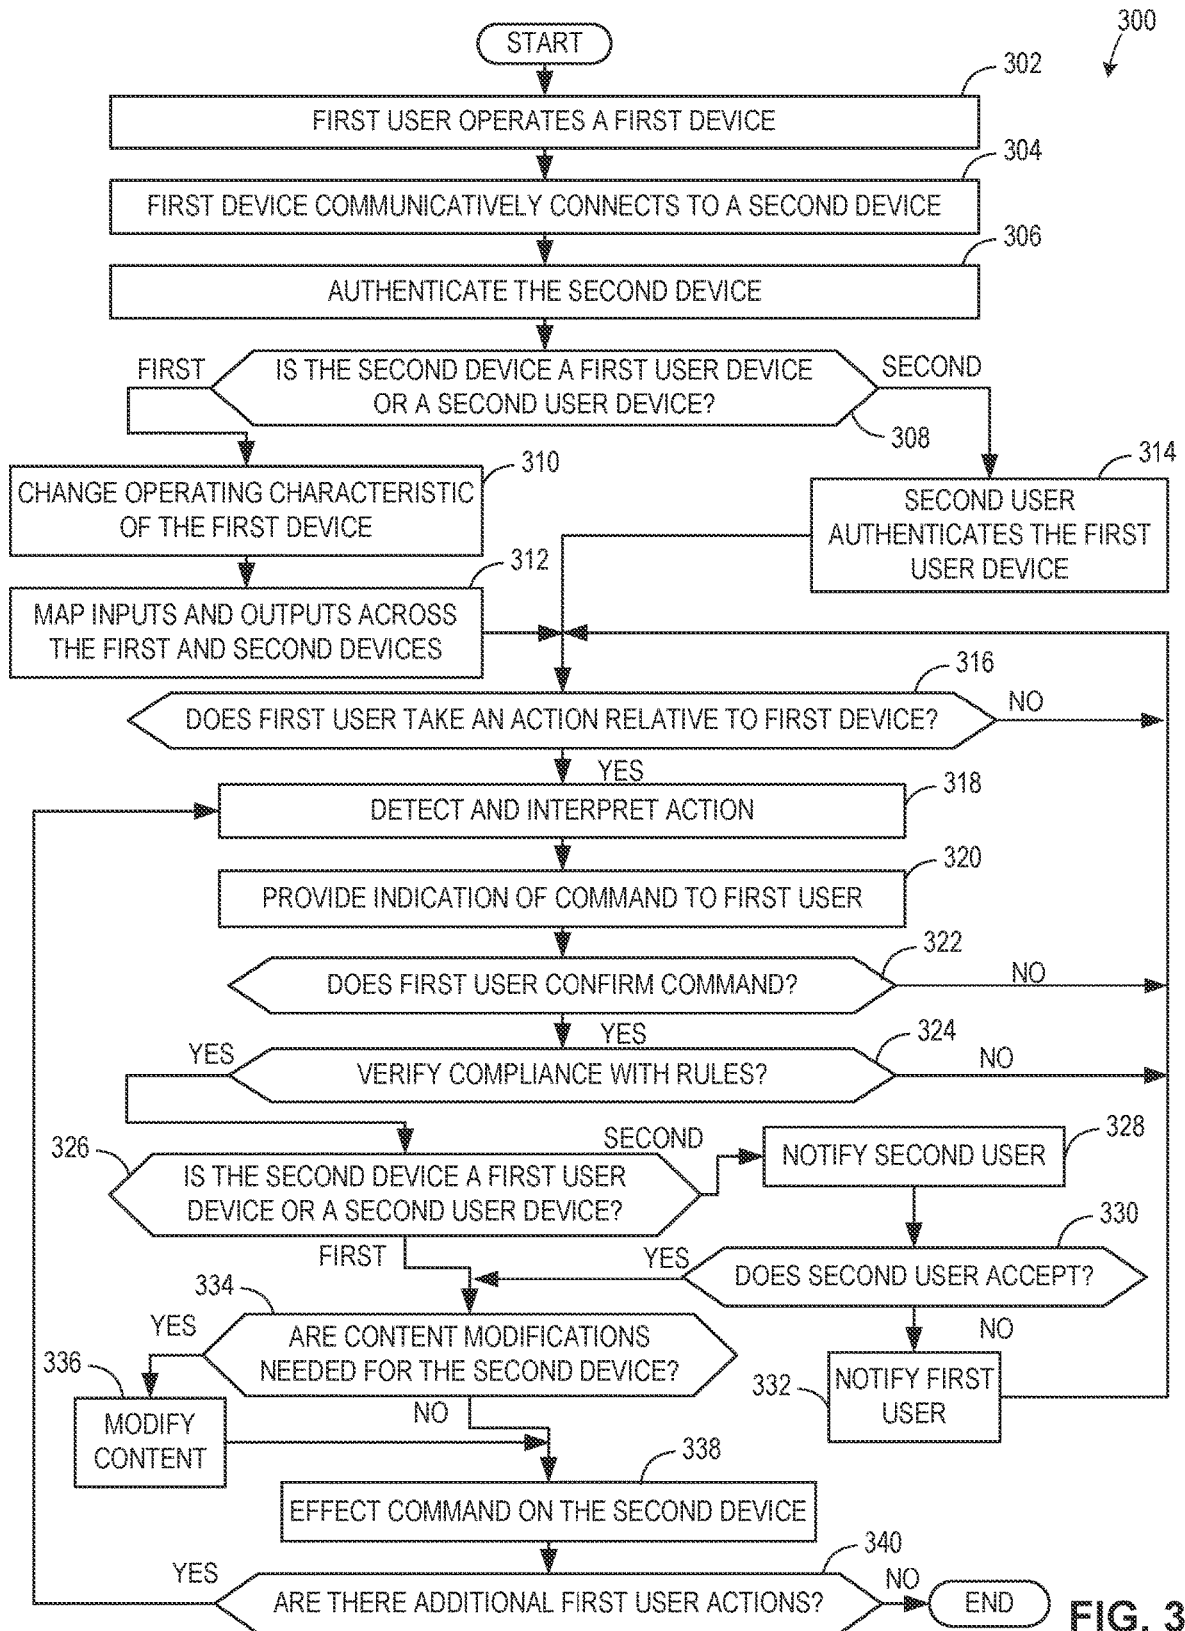 300
START
302
FIRST USER OPERATES A FIRST DEVICE
304
FIRST DEVICE COMMUNICATIVELY CONNECTS TO A SECOND DEVICE
306
AUTHENTICATE THE SECOND DEVICE
FIRST
IS THE SECOND DEVICE A FIRST USER DEVICE
OR A SECOND USER DEVICE?
SECOND
308
310
CHANGE OPERATING CHARACTERISTIC
OF THE FIRST DEVICE
314
SECOND USER
AUTHENTICATES THE FIRST
USER DEVICE
312
MAP INPUTS AND OUTPUTS ACROSS
THE FIRST AND SECOND DEVICES
316
DOES FIRST USER TAKE AN ACTION RELATIVE TO FIRST DEVICE?
NO
YES
318
DETECT AND INTERPRET ACTION
320
PROVIDE INDICATION OF COMMAND TO FIRST USER
322
DOES FIRST USER CONFIRM COMMAND?
NO
YES
324
YES
VERIFY COMPLIANCE WITH RULES?
NO
326
IS THE SECOND DEVICE A FIRST USER
DEVICE OR A SECOND USER DEVICE?
SECOND
328
NOTIFY SECOND USER
FIRST
330
YES
DOES SECOND USER ACCEPT?
NO
332
NOTIFY FIRST
USER
334
YES
ARE CONTENT MODIFICATIONS
NEEDED FOR THE SECOND DEVICE?
NO
336
MODIFY
CONTENT
338
EFFECT COMMAND ON THE SECOND DEVICE
340
YES
ARE THERE ADDITIONAL FIRST USER ACTIONS?
NO
END
FIG. 3